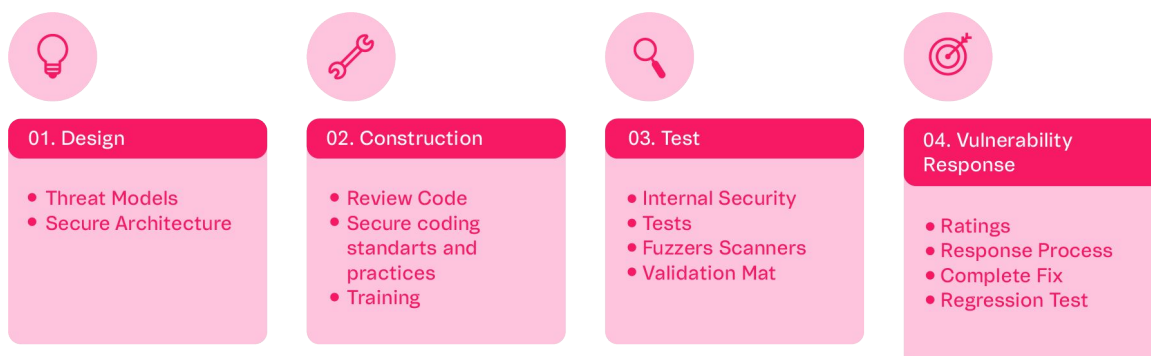 01. Design
Threat Models
Secure Architecture
02. Construction
Review Code
Secure coding
standarts and
practices
Training
03. Test
Internal Security
Tests
Fuzzers Scanners
Validation Mat
04. Vulnerability
Response
Ratings
Response Process
Complete Fix
Regression Test